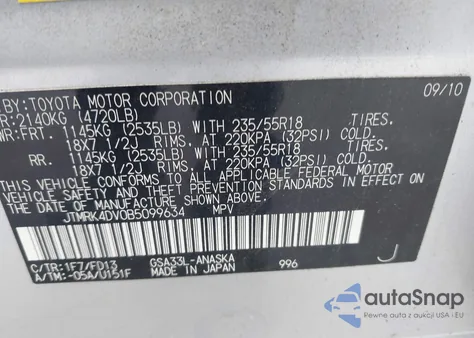 09/10
BY: TOYOTA MOTOR CORPORATION
R: 2140KG (4720LB)
WR: FRT. 1145KG (2535LB) WITH 235/55R18 TIRES.
18X7 1/2J RIMS, AT 220KPA (32PSI) COLD.
RR. 1145KG (2535LB) WITH 235/55R18 TIRES.
18X7 1/2J RIMS, AT 220KPA (32PSI) COLD.
THIS VEHICLE CONFORMS TO ALL APPLICABLE FEDERAL MOTOR
VEHICLE SAFETY AND THEFT PREVENTION STANDARDS IN EFFECT
ON THE DATE OF MANUFACTURE SHOWN ABOVE.
JTMRK4DV0B5099634 MPV
C/TR: 1F7/FD13 GSA33L-ANASKA 996
A/TM: -05A/U151F MADE IN JAPAN
J
autoSnap
Pewne auta z USA i EU